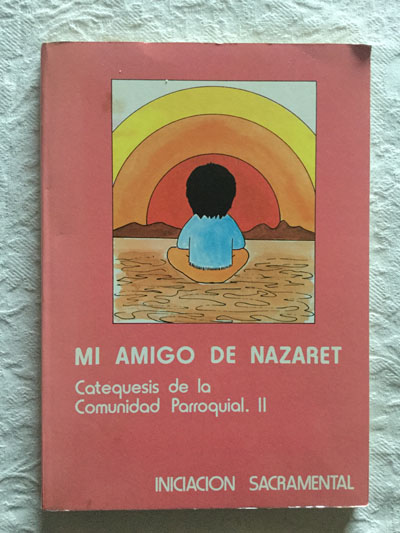 MI AMIGO DE NAZARET
Catequesis de la
Comunidad Parroquial. II
INICIACION SACRAMENTAL